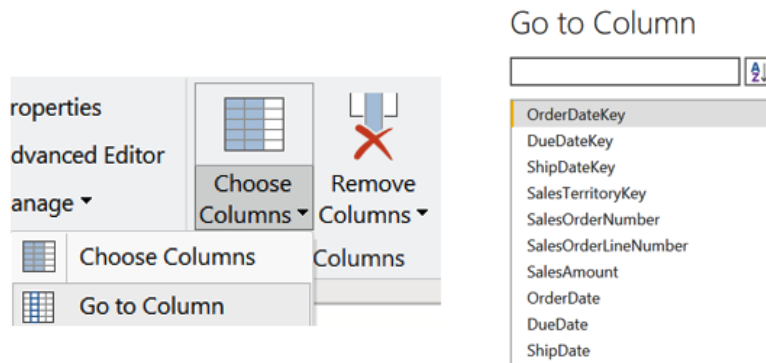 Go to Column
roperties
dvanced Editor
anage
Choose
Columns
Remove
Columns
Columns
Choose Columns
Go to Column
A
Z
OrderDateKey
DueDateKey
ShipDateKey
SalesTerritoryKey
SalesOrderNumber
SalesOrderLineNumber
SalesAmount
OrderDate
DueDate
ShipDate